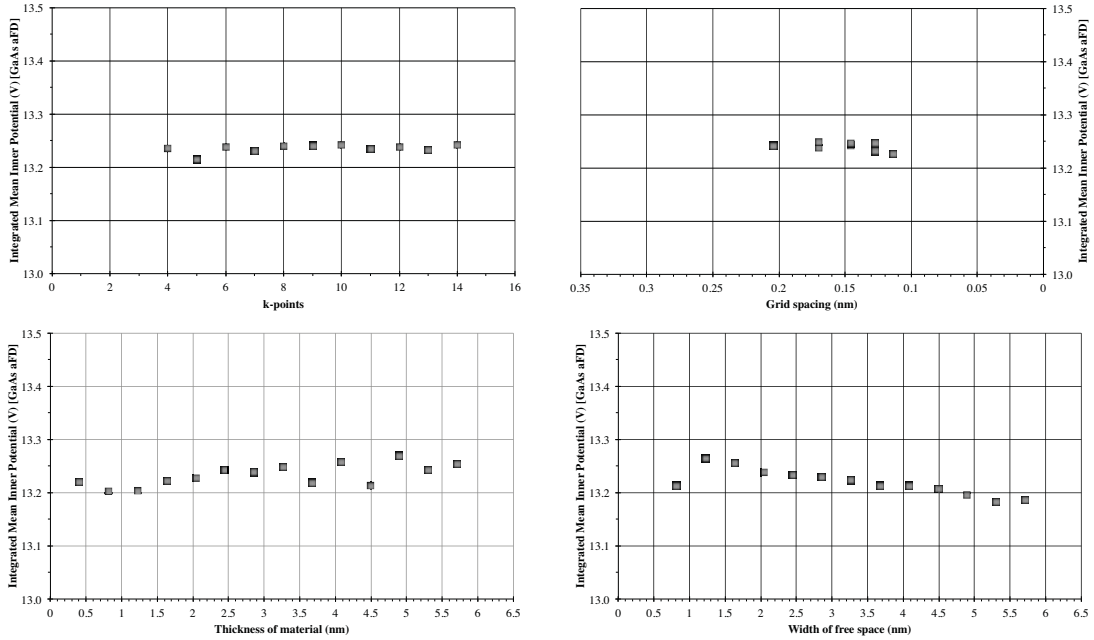 Integrated Mean Inner Potential (V) [GaAs aFD]
13.5
13.4
13.3
13.2
13.1
13.0
0 2 4 6 8 10 12 14 16
k-points
13.5
13.4
13.3
13.2
13.1
13.0
Integrated Mean Inner Potential (V) [GaAs aFD]
0.35 0.3 0.25 0.2 0.15 0.1 0.05 0
Grid spacing (nm)
Integrated Mean Inner Potential (V) [GaAs aFD]
13.5
13.4
13.3
13.2
13.1
13.0
0 0.5 1 1.5 2 2.5 3 3.5 4 4.5 5 5.5 6 6.5
Thickness of material (nm)
Integrated Mean Inner Potential (V) [GaAs aFD]
13.5
13.4
13.3
13.2
13.1
13.0
0 0.5 1 1.5 2 2.5 3 3.5 4 4.5 5 5.5 6 6.5
Width of free space (nm)